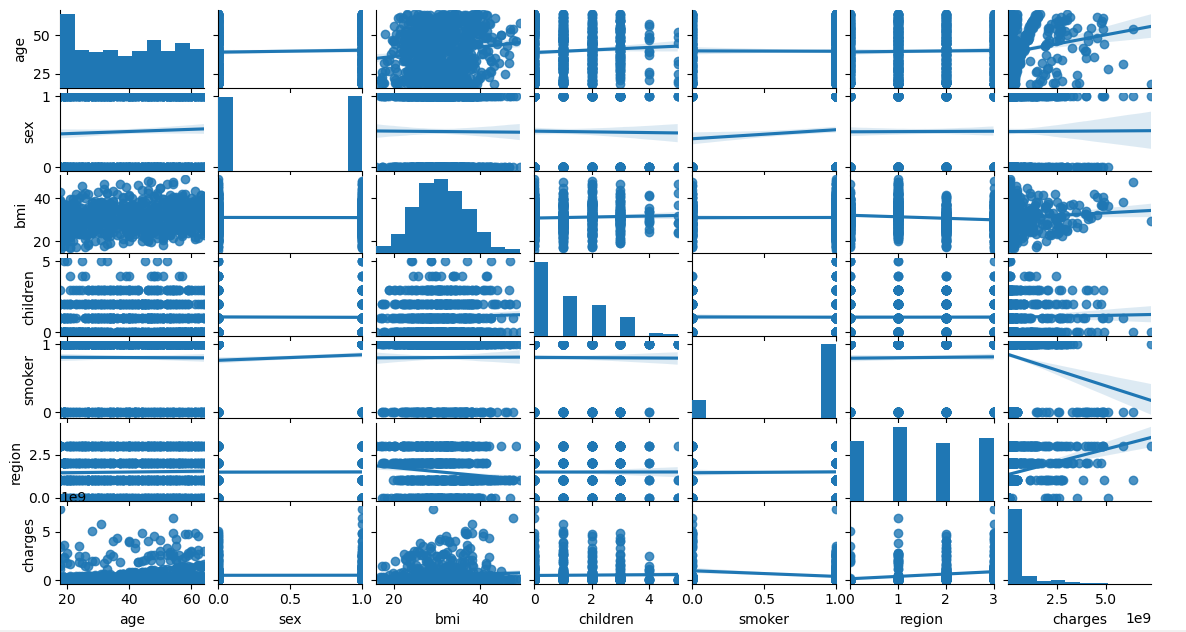 age
50
25
sex
1
0
bmi
40
20
children
5
0
smoker
1
0
region
2.5
0.0
1e9
charges
5
0
20 40 60 0.0 0.5 1.0 20 40 0 2 4 0.0 0.5 1.0 0 1 2 3 2.5 5.0
age sex bmi children smoker region charges 1e9